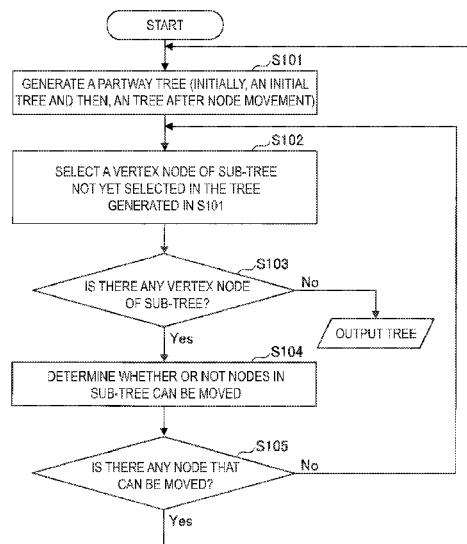 START
S101
GENERATE A PARTWAY TREE (INITIALLY, AN INITIAL
TREE AND THEN, AN TREE AFTER NODE MOVEMENT)
S102
SELECT A VERTEX NODE OF SUB-TREE
NOT YET SELECTED IN THE TREE
GENERATED IN S101
S103
IS THERE ANY VERTEX NODE
OF SUB-TREE?
No
OUTPUT TREE
Yes
S104
DETERMINE WHETHER OR NOT NODES IN
SUB-TREE CAN BE MOVED
S105
IS THERE ANY NODE THAT
CAN BE MOVED?
No
Yes